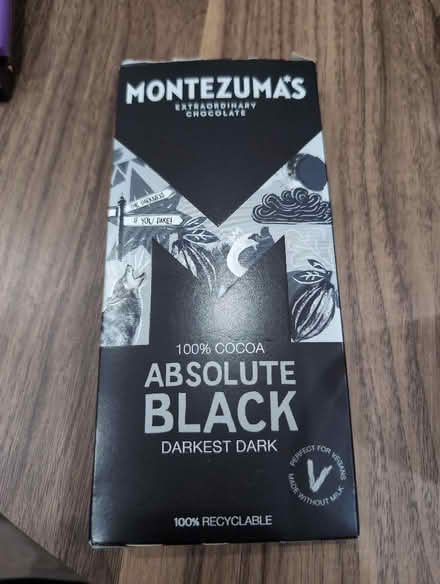 MONTEZUMA'S
EXTRAORDINARY
CHOCOLATE
IF YOU DARE!
100% COCOA
ABSOLUTE
BLACK
DARKEST DARK
PERFECT FOR VEGANS
MADE WITHOUT MILK
100% RECYCLABLE